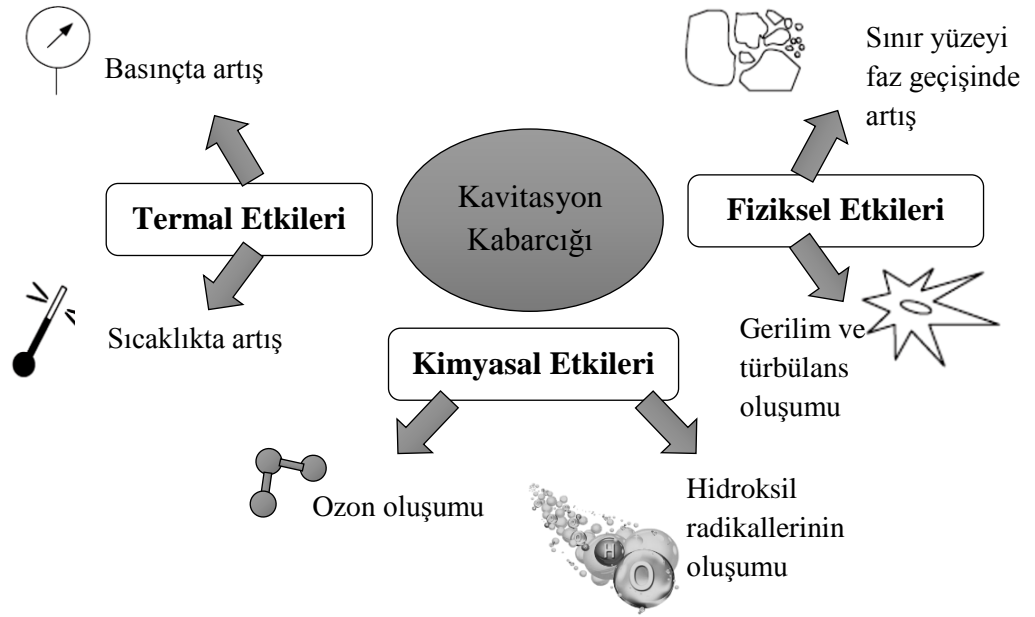 Basınçta artış
Termal Etkileri
Sıcaklıkta artış
Kavitasyon
Kabarcığı
Kimyasal Etkileri
Ozon oluşumu
Hidroksil
radikallerinin
oluşumu
H
O
Sınır yüzeyi
faz geçişinde
artış
Fiziksel Etkileri
Gerilim ve
türbülans
oluşumu